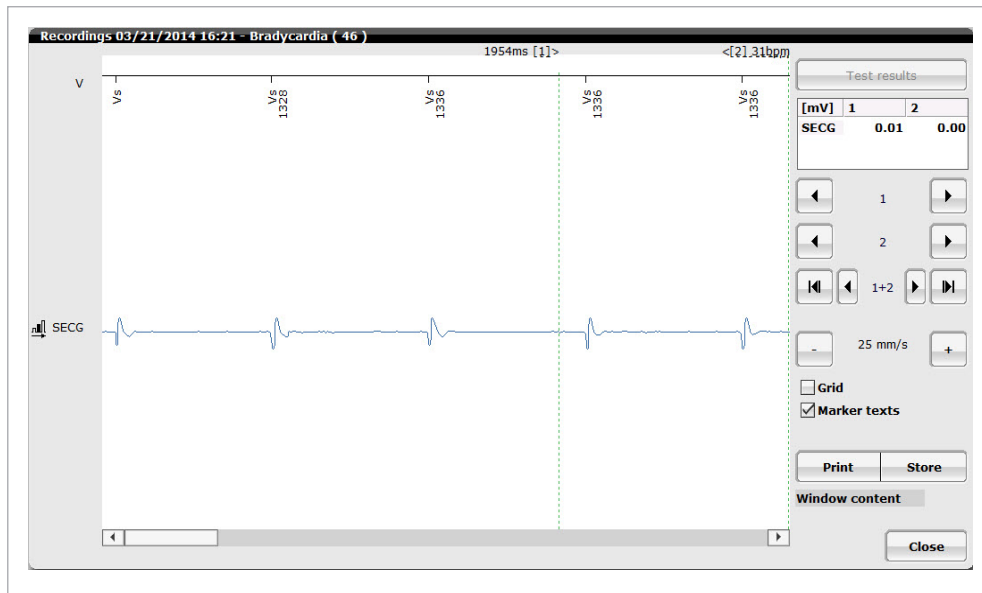 Recordings 03/21/2014 16:21 - Bradycardia ( 46 )
1954ms [1]> <[2] 31bpm
V
Vs
Vs 1328
Vs 1336
Vs 1336
Vs 1336
SECG
Test results
[mV] 1 2
SECG 0.01 0.00
1
2
1+2
- 25 mm/s +
Grid
Marker texts
Print Store
Window content
Close